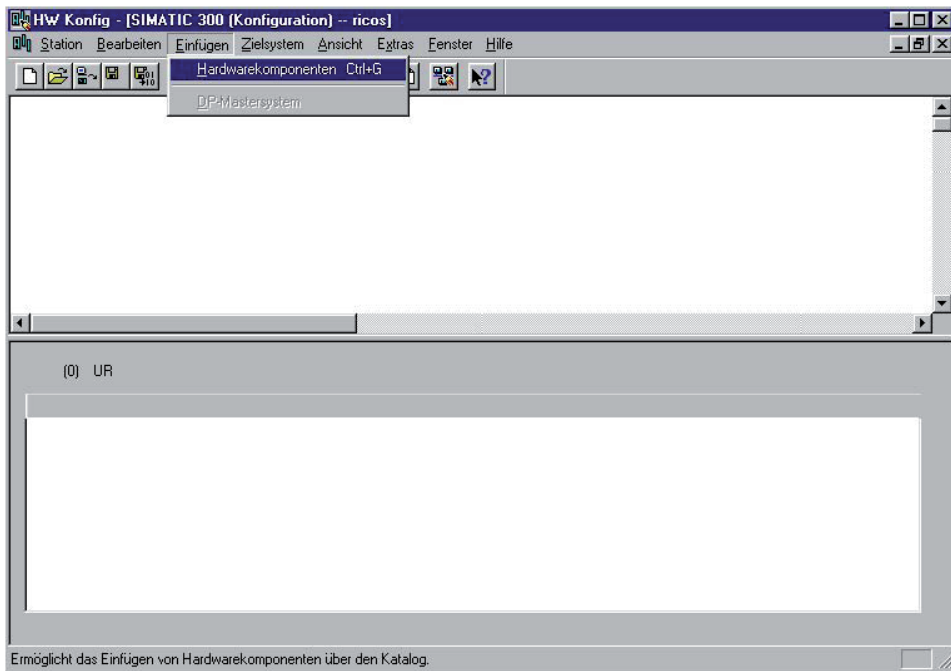 HW Konfig - [SIMATIC 300 (Konfiguration) -- ricos]
Station Bearbeiten Einfügen Zielsystem Ansicht Extras Fenster Hilfe
Hardwarekomponenten Ctrl+G
DP-Mastersystem
(0) UR
Ermöglicht das Einfügen von Hardwarekomponenten über den Katalog.